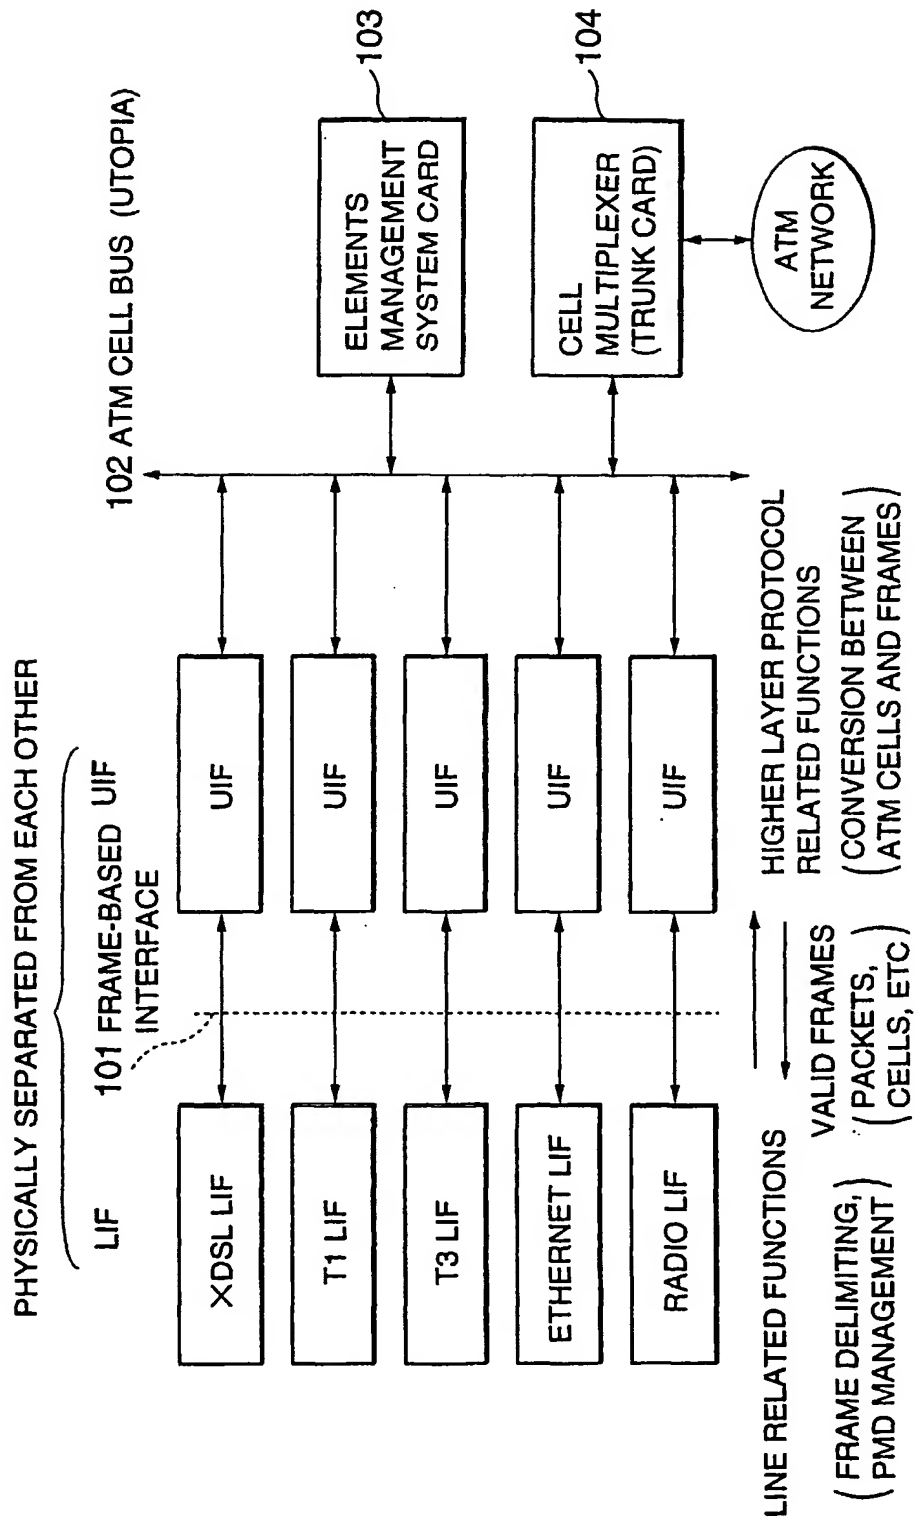 PHYSICALLY SEPARATED FROM EACH OTHER
LIF
101 FRAME-BASED
INTERFACE
UIF
102 ATM CELL BUS (UTOPIA)
XDSL LIF
UIF
T1 LIF
UIF
T3 LIF
UIF
ETHERNET LIF
UIF
RADIO LIF
UIF
ELEMENTS
MANAGEMENT
SYSTEM CARD
103
CELL
MULTIPLEXER
(TRUNK CARD)
104
ATM
NETWORK
LINE RELATED FUNCTIONS
(FRAME DELIMITING,
PMD MANAGEMENT)
VALID FRAMES
(PACKETS,
CELLS, ETC)
HIGHER LAYER PROTOCOL
RELATED FUNCTIONS
(CONVERSION BETWEEN
ATM CELLS AND FRAMES)